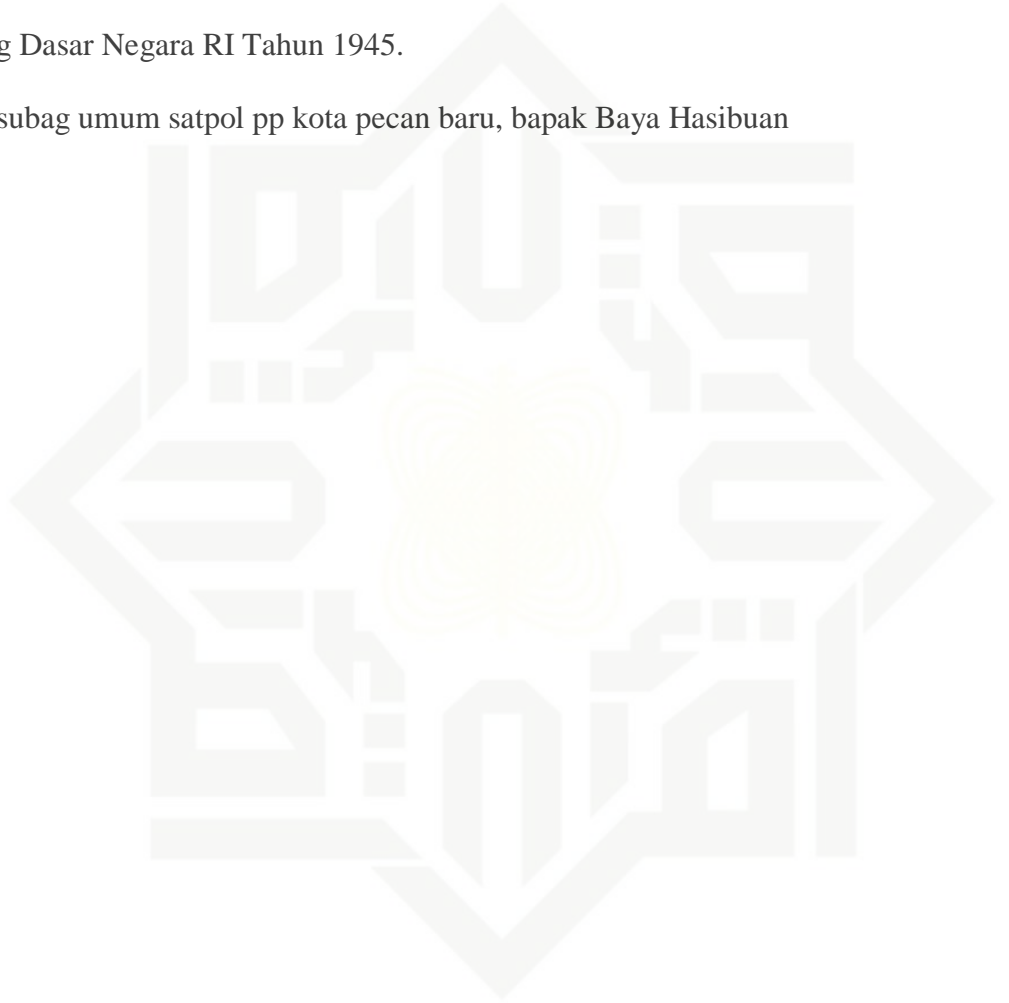 g Dasar Negara RI Tahun 1945.
subag umum satpol pp kota pecan baru, bapak Baya Hasibuan